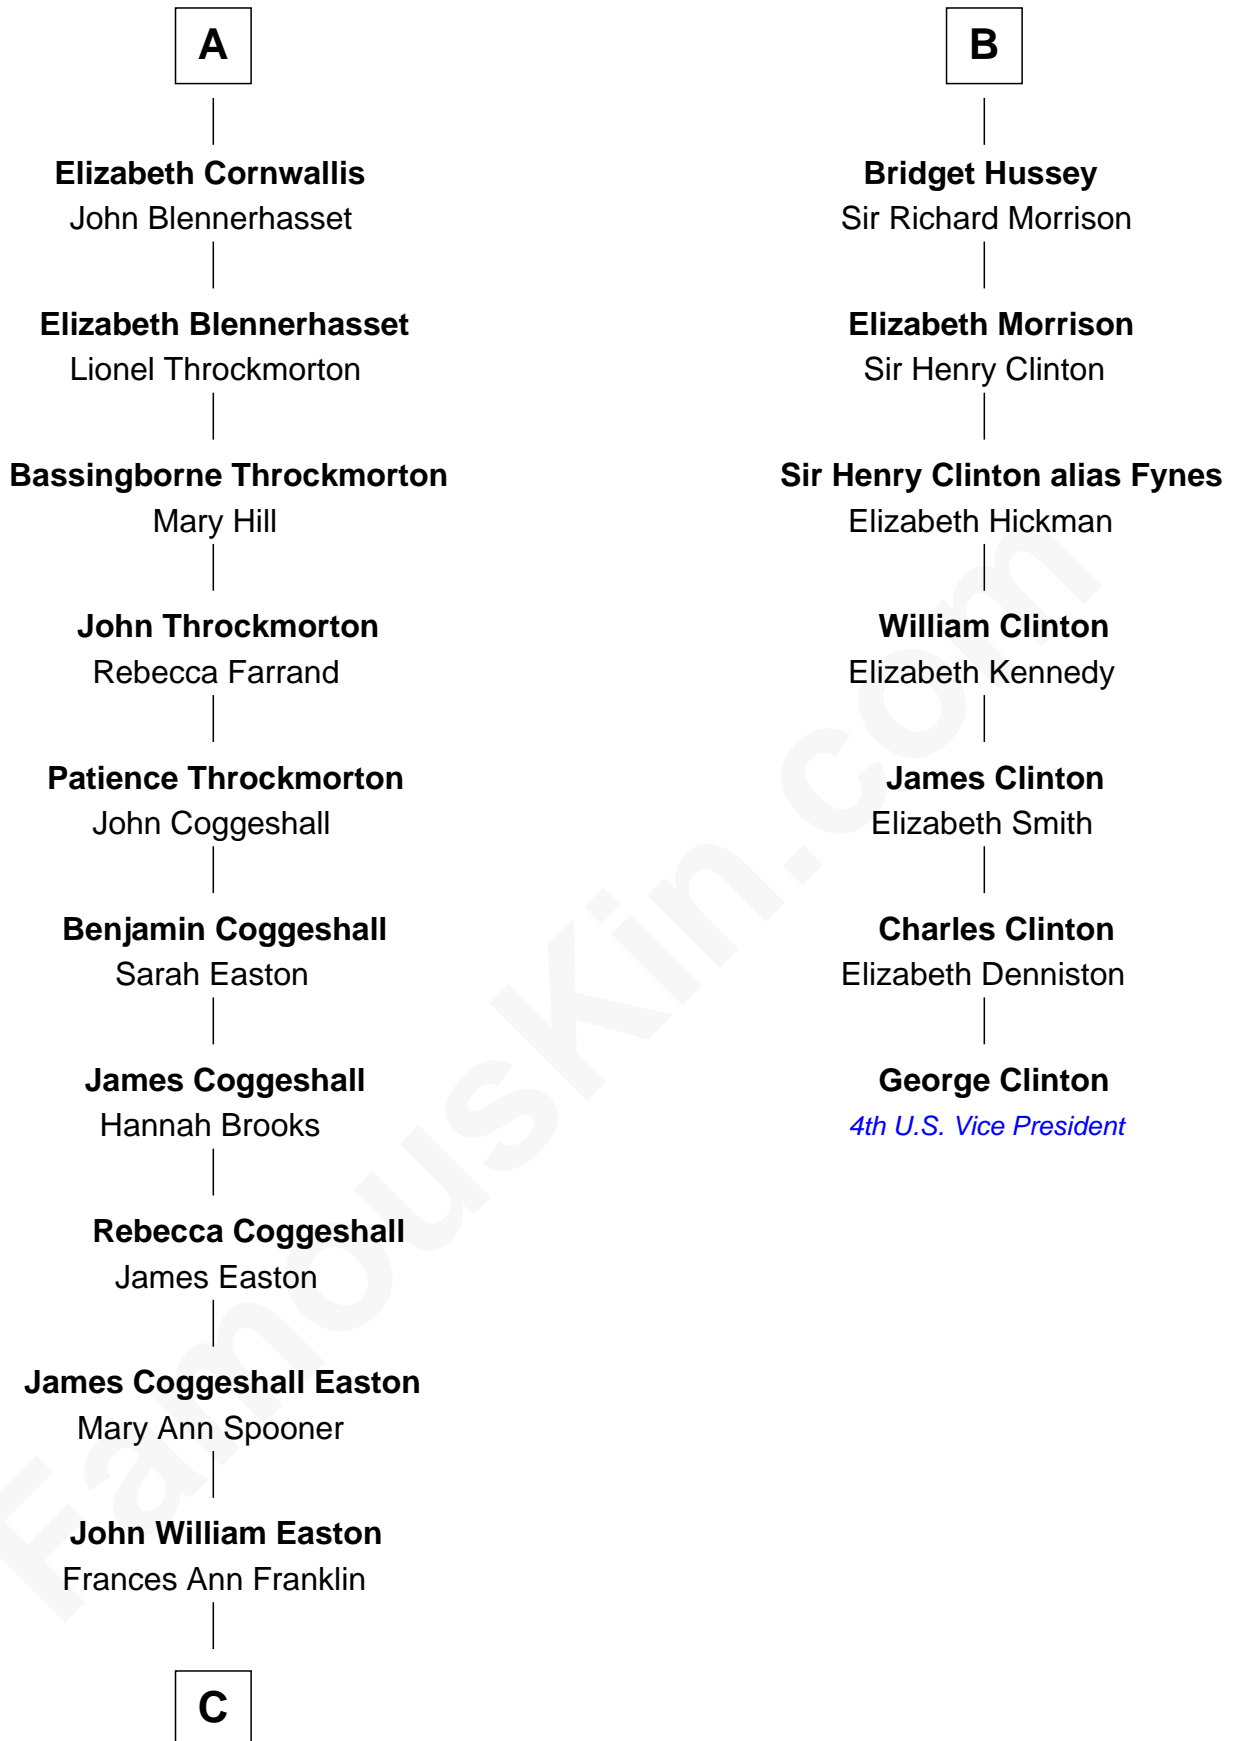 A
Elizabeth Cornwallis
John Blennerhasset
Elizabeth Blennerhasset
Lionel Throckmorton
Bassingborne Throckmorton
Mary Hill
John Throckmorton
Rebecca Farrand
Patience Throckmorton
John Coggeshall
Benjamin Coggeshall
Sarah Easton
James Coggeshall
Hannah Brooks
Rebecca Coggeshall
James Easton
James Coggeshall Easton
Mary Ann Spooner
John William Easton
Frances Ann Franklin
C
B
Bridget Hussey
Sir Richard Morrison
Elizabeth Morrison
Sir Henry Clinton
Sir Henry Clinton alias Fynes
Elizabeth Hickman
William Clinton
Elizabeth Kennedy
James Clinton
Elizabeth Smith
Charles Clinton
Elizabeth Denniston
George Clinton
4th U.S. Vice President
FamousKin.com